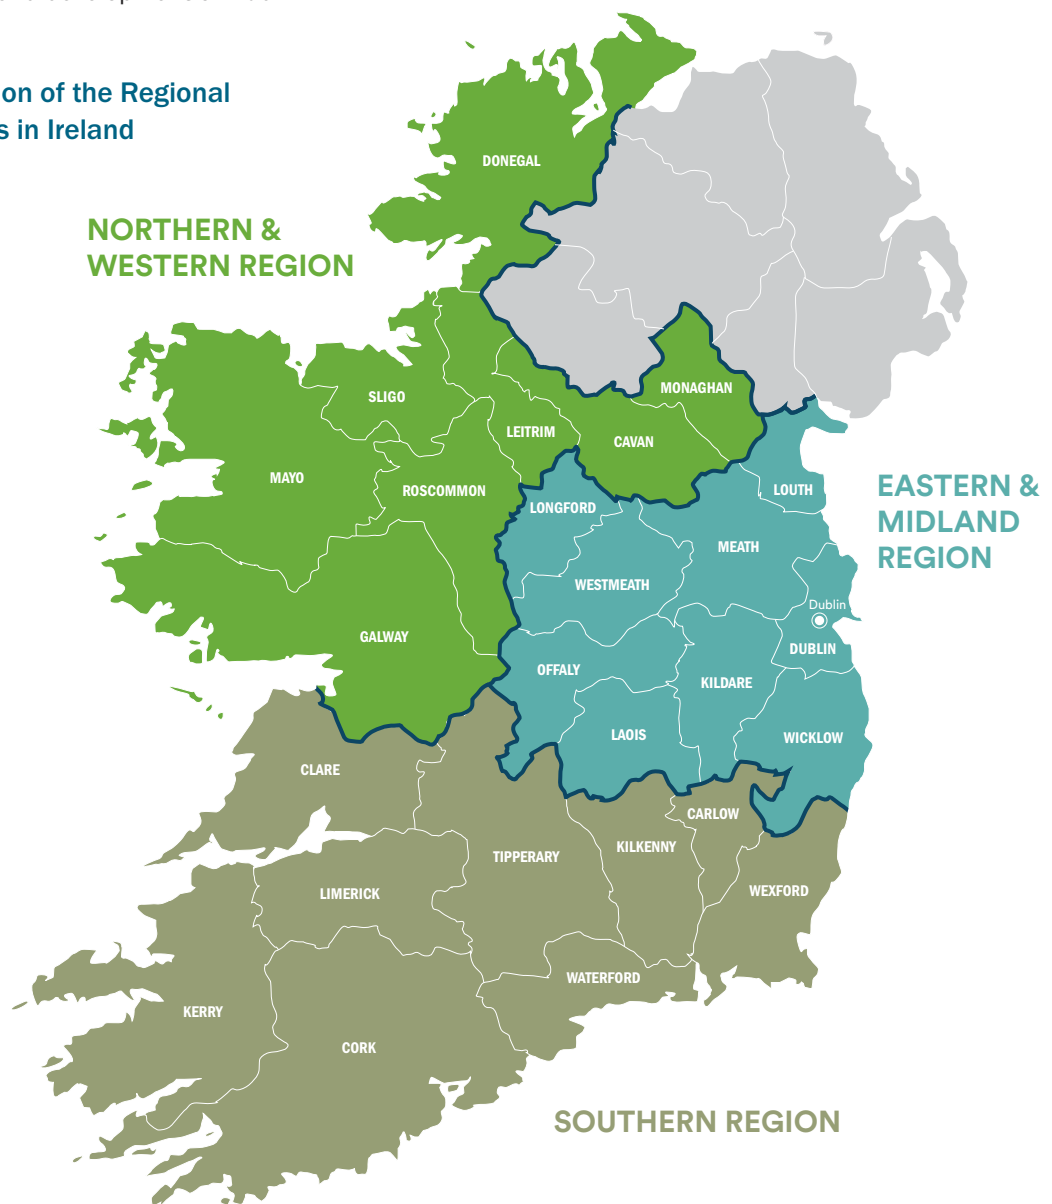 on of the Regional
s in Ireland
DONEGAL
NORTHERN &
WESTERN REGION
MONAGHAN
SLIGO
LEITRIM
CAVAN
MAYO
ROSCOMMON
LOUTH
EASTERN &
MIDLAND
REGION
LONGFORD
MEATH
WESTMEATH
Dublin
GALWAY
DUBLIN
OFFALY
KILDARE
LAOIS
WICKLOW
CLARE
CARLOW
KILKENNY
TIPPERARY
LIMERICK
WEXFORD
WATERFORD
KERRY
CORK
SOUTHERN REGION